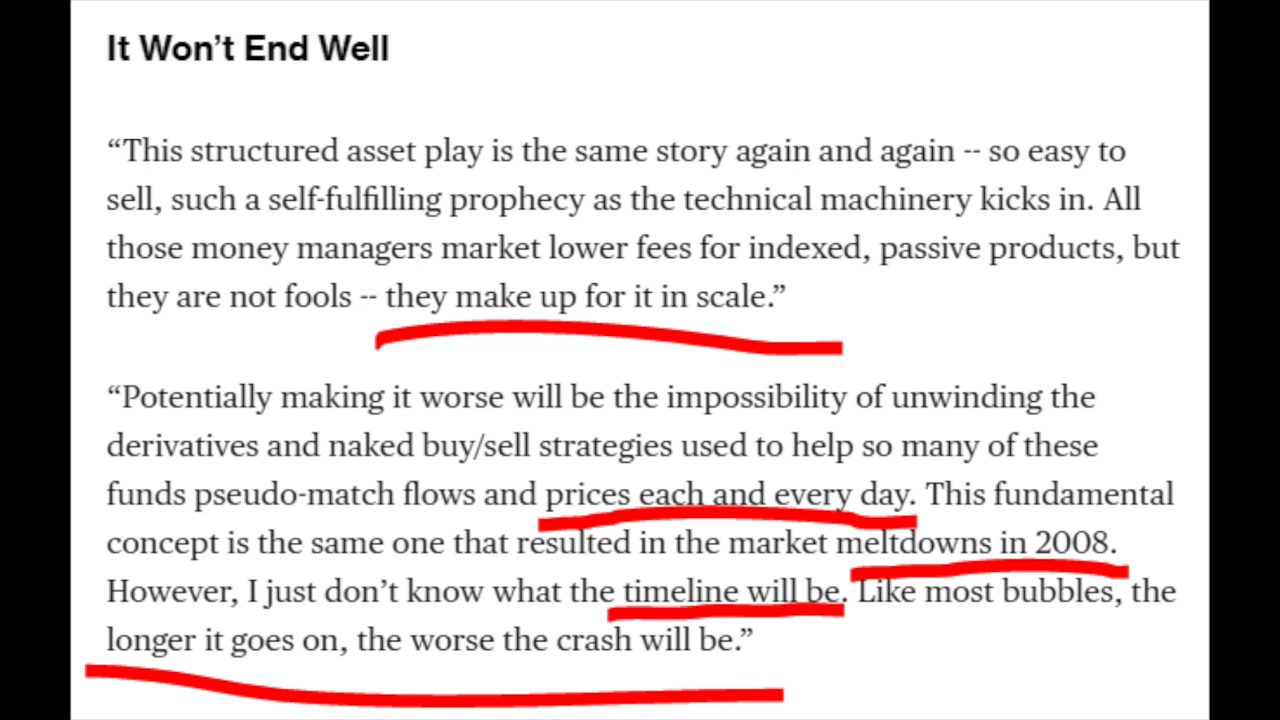 It Won’t End Well
“This structured asset play is the same story again and again -- so easy to
sell, such a self-fulfilling prophecy as the technical machinery kicks in. All
those money managers market lower fees for indexed, passive products, but
they are not fools -- they make up for it in scale.”
“Potentially making it worse will be the impossibility of unwinding the
derivatives and naked buy/sell strategies used to help so many of these
funds pseudo-match flows and prices each and every day. This fundamental
concept is the same one that resulted in the market meltdowns in 2008.
However, I just don’t know what the timeline will be. Like most bubbles, the
longer it goes on, the worse the crash will be.”